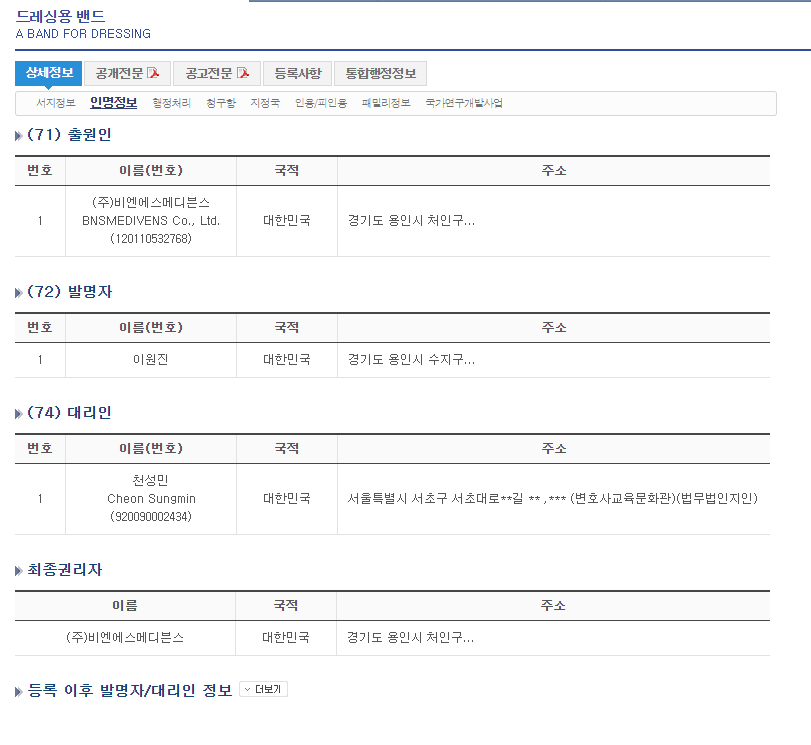 드레싱용 밴드
A BAND FOR DRESSING
상세정보 공개전문 공고전문 등록사항 통합행정정보
서지정보 인명정보 행정처리 청구항 지정국 인용/피인용 패밀리정보 국가연구개발사업
(71) 출원인
번호 이름(번호) 국적 주소
(주)비엔에스메디븐스
1 BNSMEDIVENS Co., Ltd. 대한민국 경기도 용인시 처인구...
(120110532768)
(72) 발명자
번호 이름(번호) 국적 주소
1 이원진 대한민국 경기도 용인시 수지구...
(74) 대리인
번호 이름(번호) 국적 주소
천성민
1 Cheon Sungmin 대한민국 서울특별시 서초구 서초대로**길 ** ,*** (변호사교육문화관)(법무법인지인)
(920090002434)
최종권리자
이름 국적 주소
(주)비엔에스메디븐스 대한민국 경기도 용인시 처인구...
등록 이후 발명자/대리인 정보 더보기